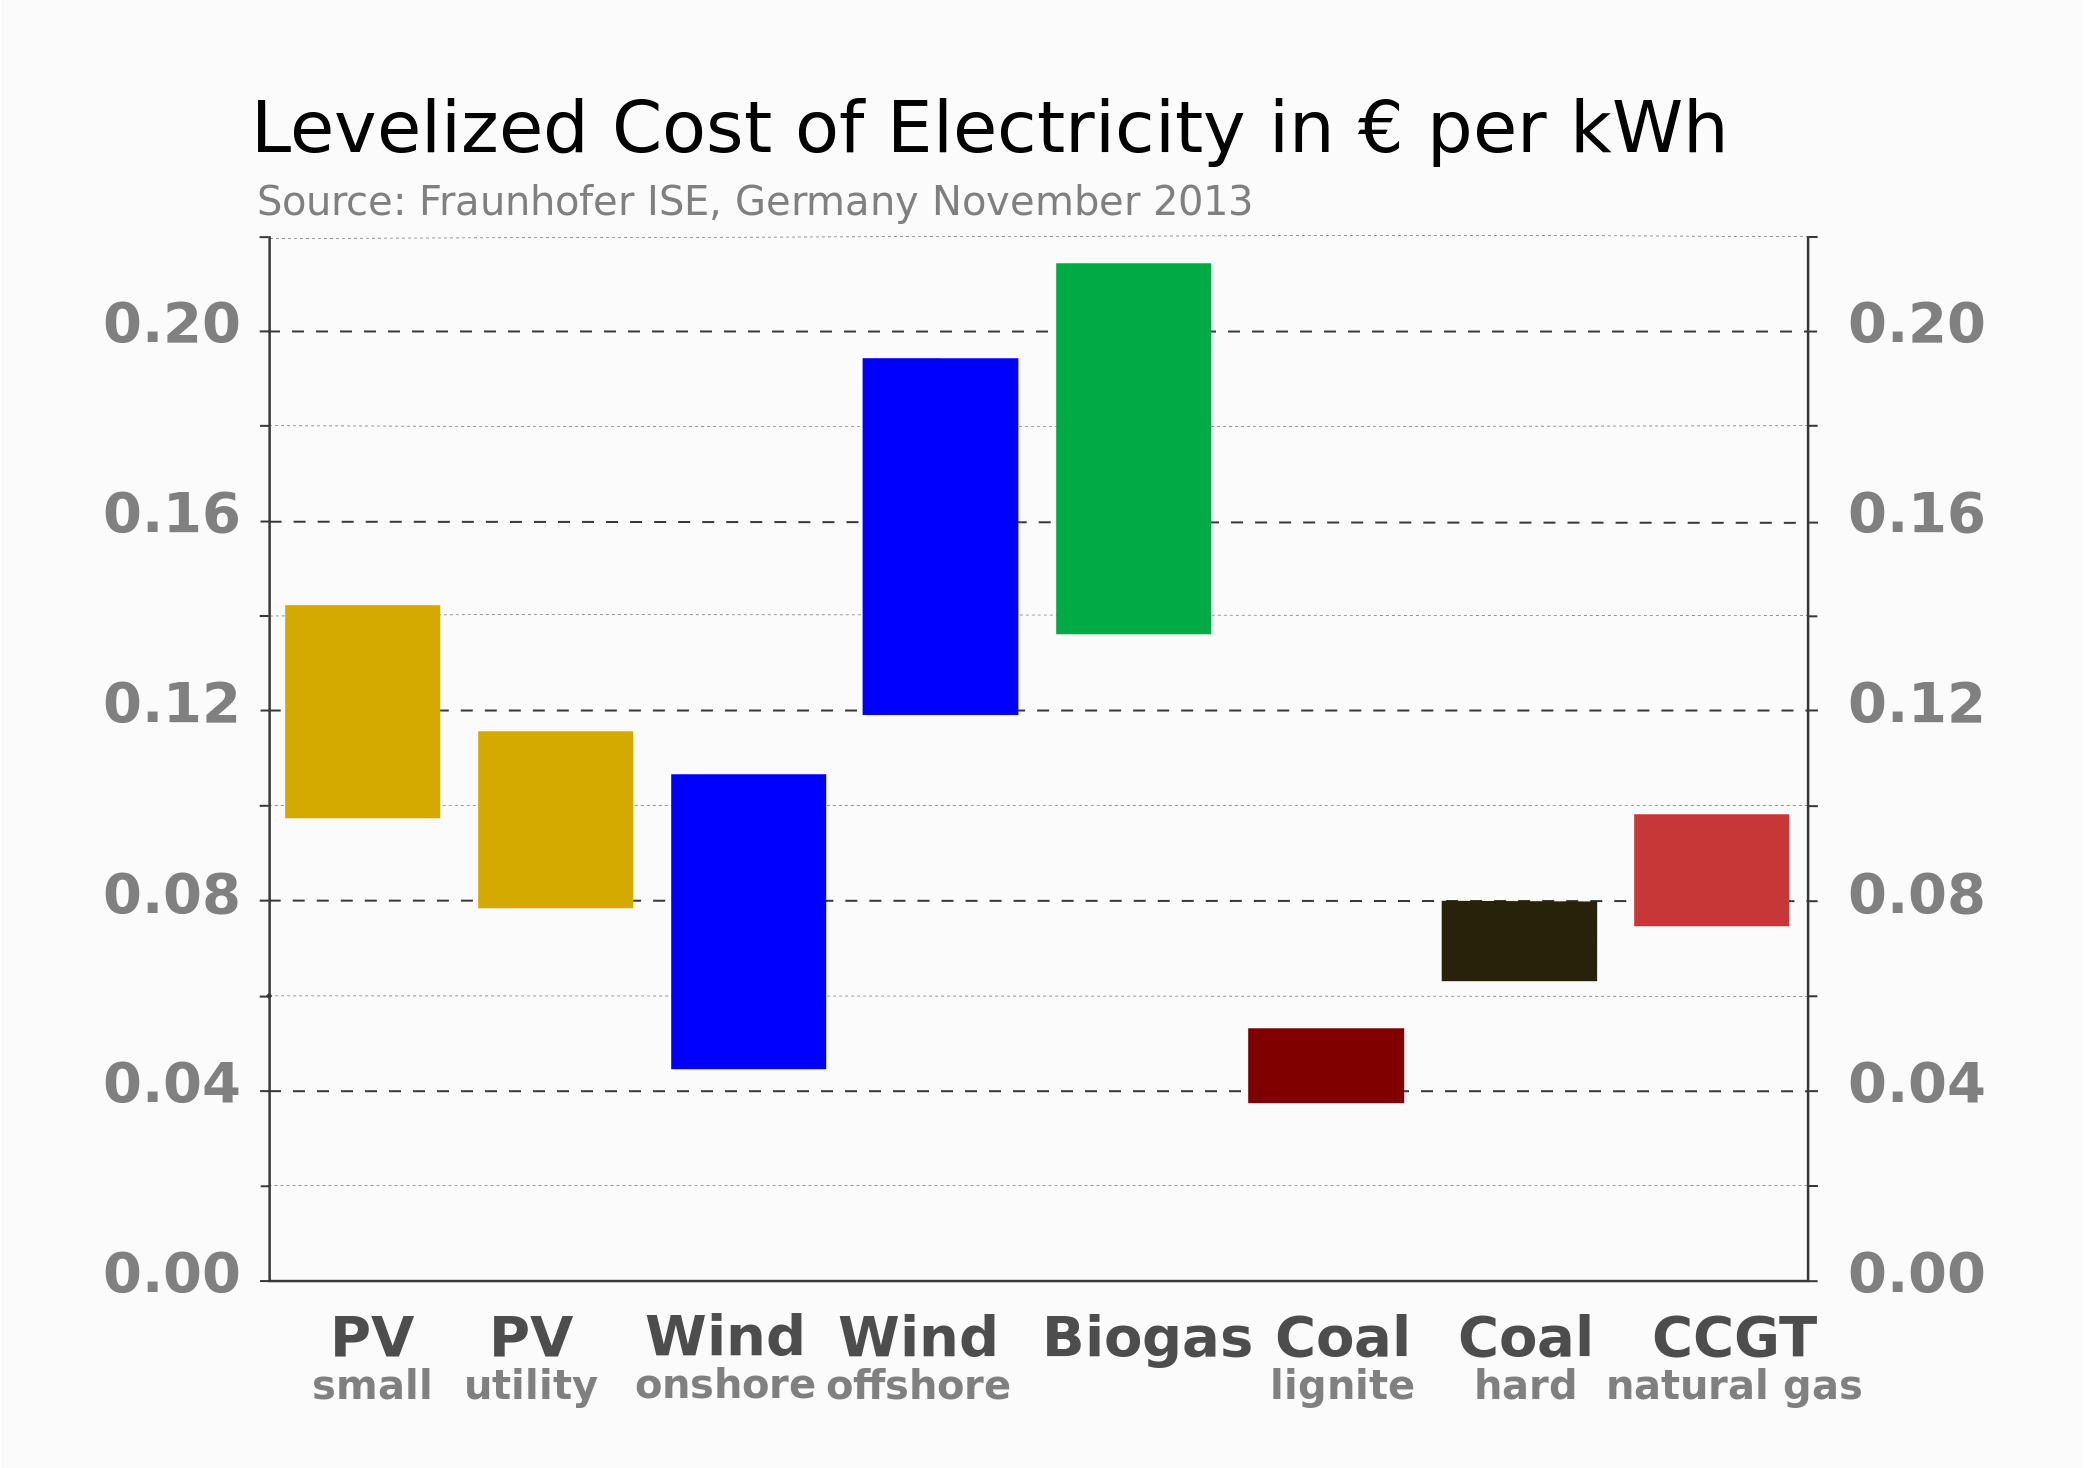 Levelized Cost of Electricity in € per kWh
Source: Fraunhofer ISE, Germany November 2013
0.20 0.20
0.16 0.16
0.12 0.12
0.08 0.08
0.04 0.04
0.00 0.00
PV PV Wind Wind Biogas Coal Coal CCGT
small utility onshore offshore lignite hard natural gas